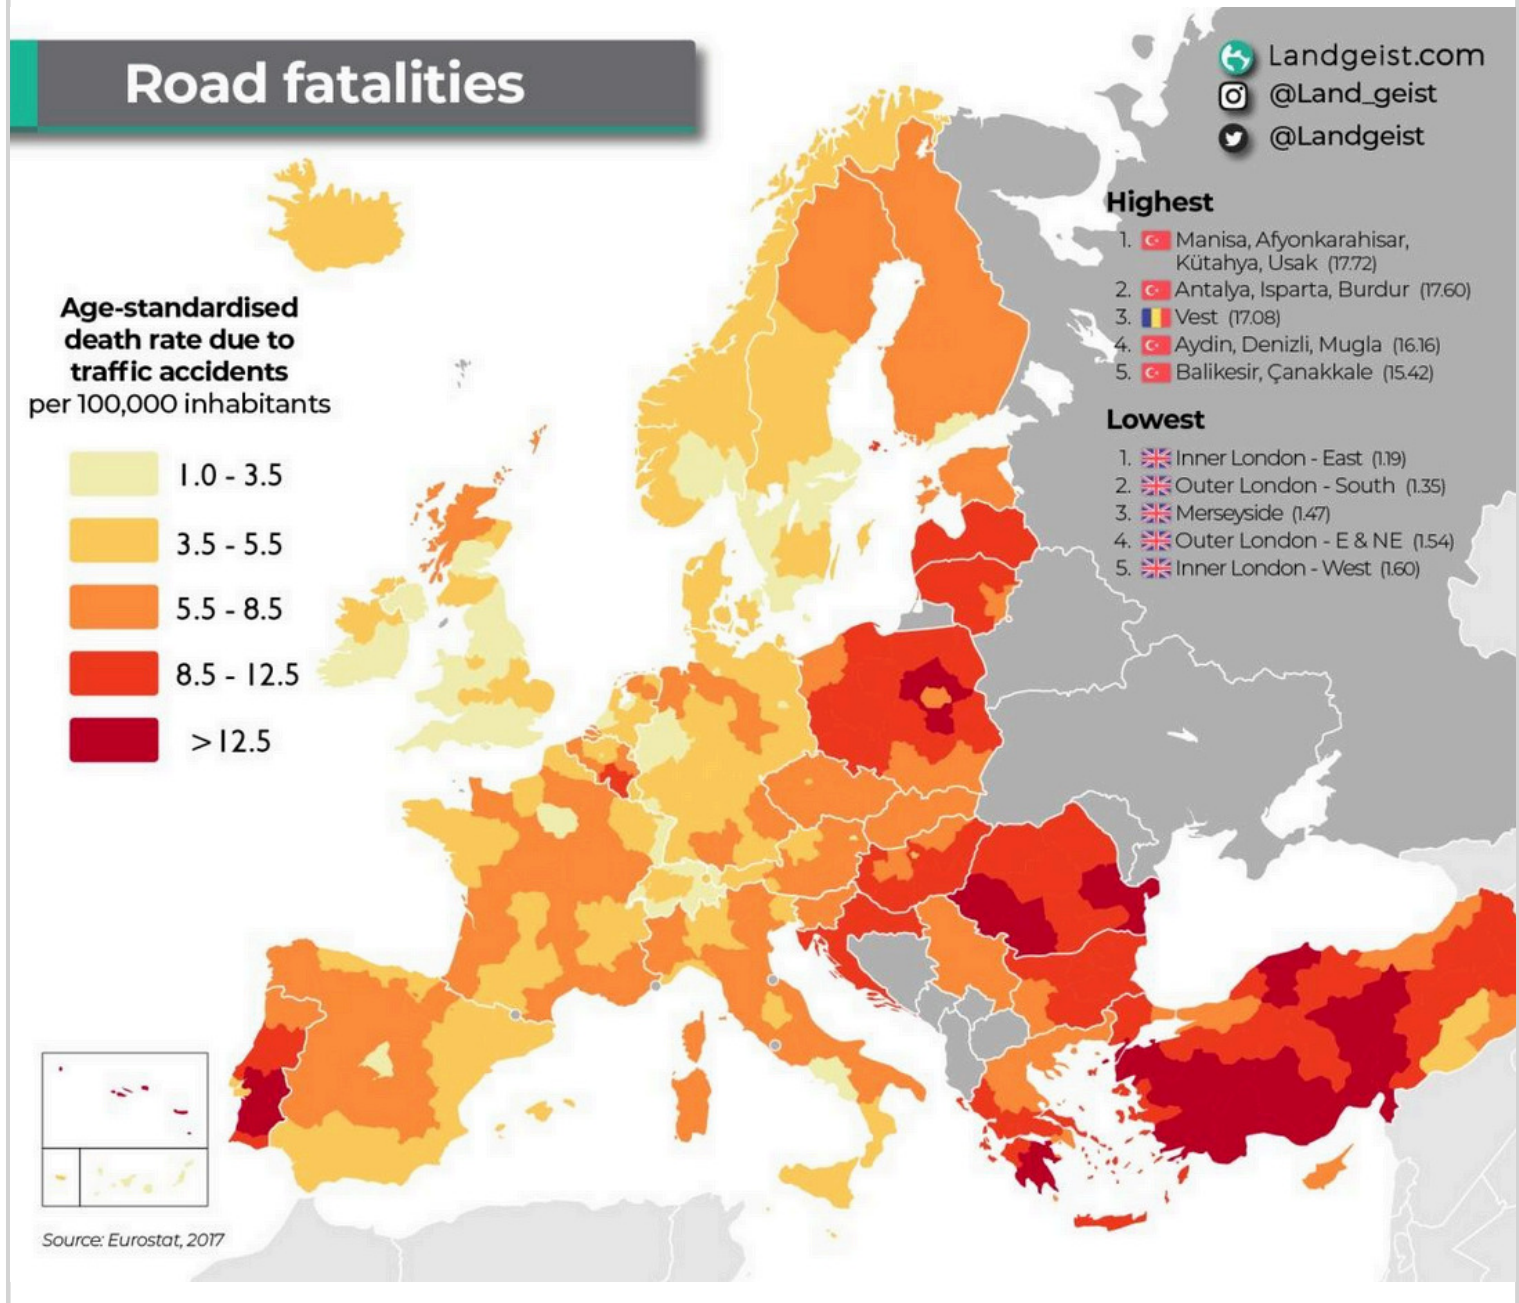 Road fatalities
Landgeist.com
@Land_geist
@Landgeist
Age-standardised
death rate due to
traffic accidents
per 100,000 inhabitants
1.0 - 3.5
3.5 - 5.5
5.5 - 8.5
8.5 - 12.5
>12.5
Highest
1. Manisa, Afyonkarahisar,
Kütahya, Usak (17.72)
2. Antalya, Isparta, Burdur (17.60)
3. Vest (17.08)
4. Aydin, Denizli, Mugla (16.16)
5. Balikesir, Çanakkale (15.42)
Lowest
1. Inner London - East (1.19)
2. Outer London - South (1.35)
3. Merseyside (1.47)
4. Outer London - E & NE (1.54)
5. Inner London - West (1.60)
Source: Eurostat, 2017